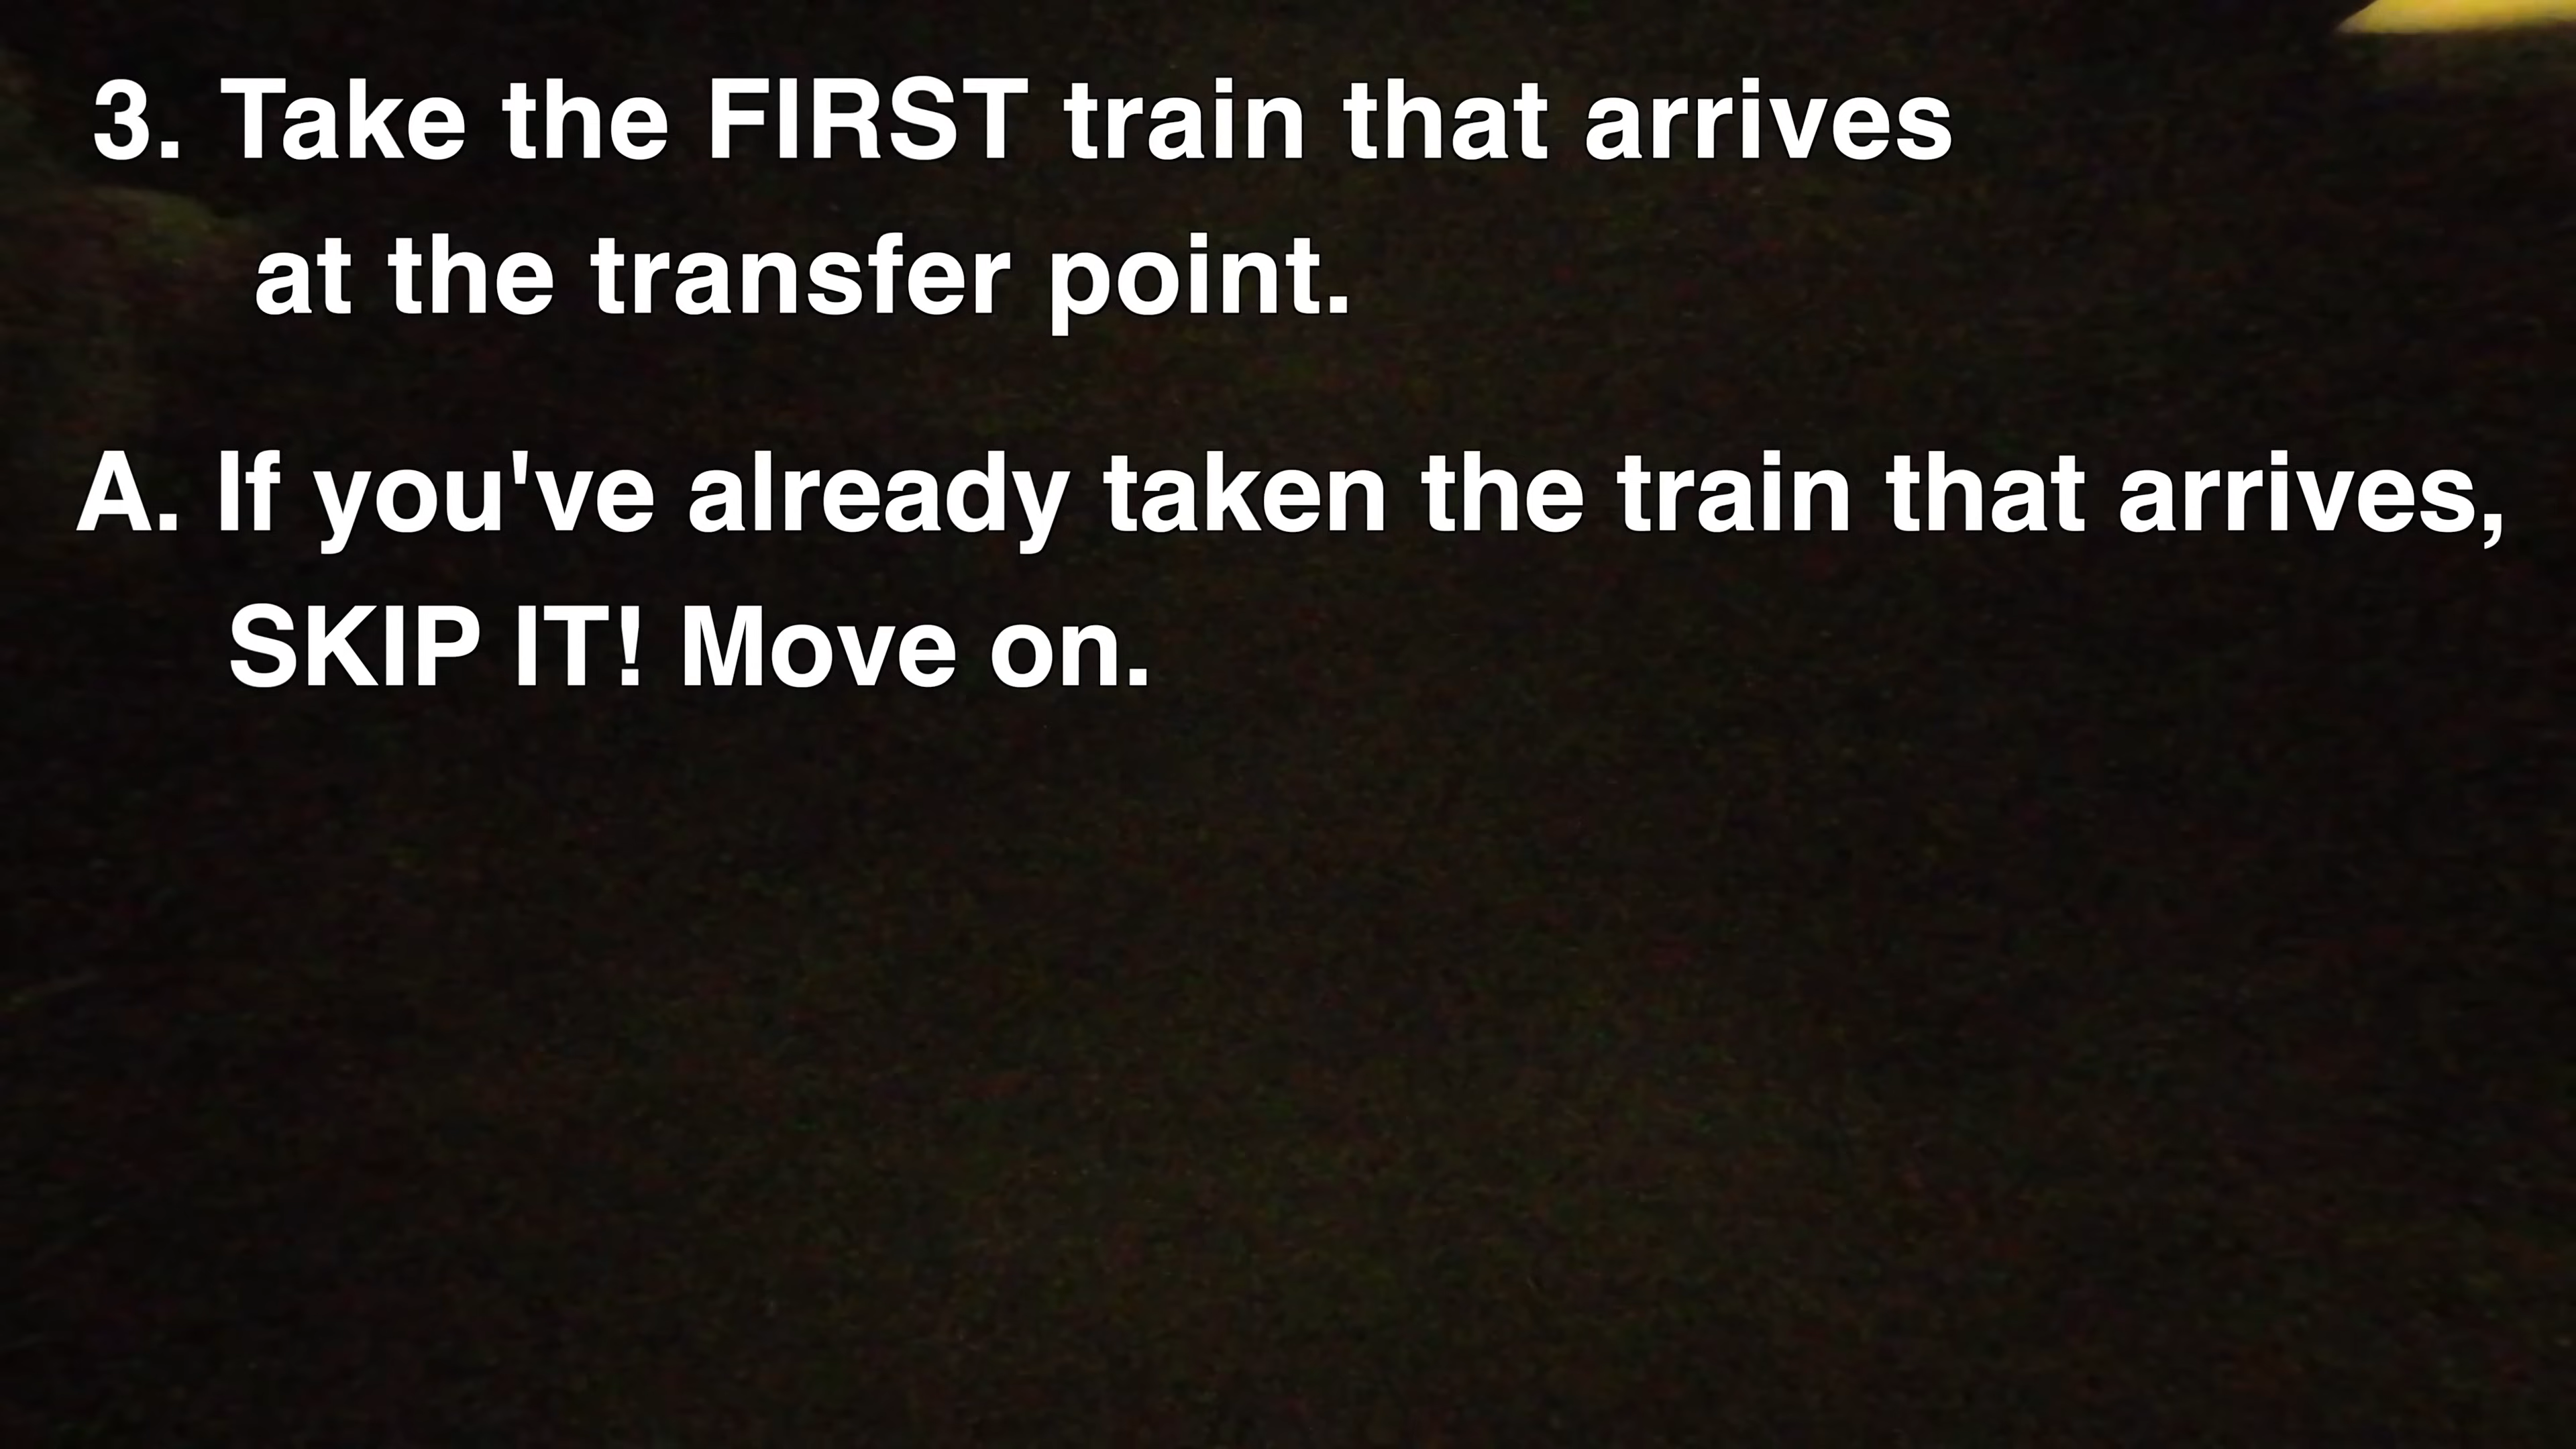 3. Take the FIRST train that arrives
at the transfer point.
A. If you've already taken the train that arrives,
SKIP IT! Move on.